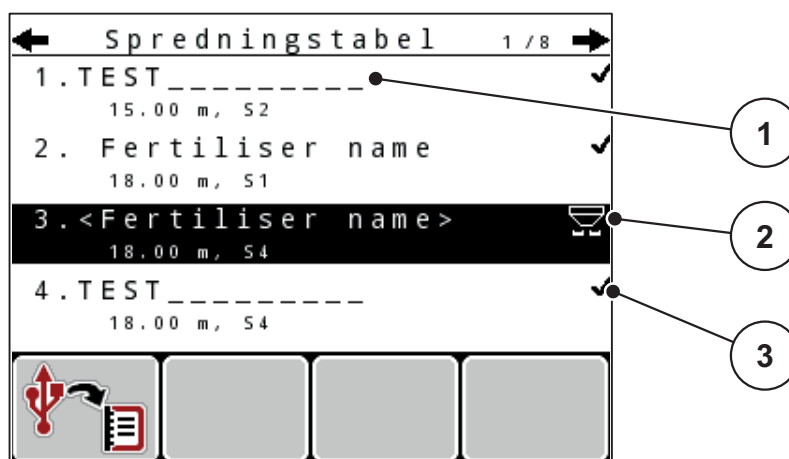 Spredningstabel 1/8
1.TEST_________
15.00 m, S2
1
2. Fertiliser name
18.00 m, S1
3.<Fertiliser name>
18.00 m, S4
2
4.TEST_________
18.00 m, S4
3